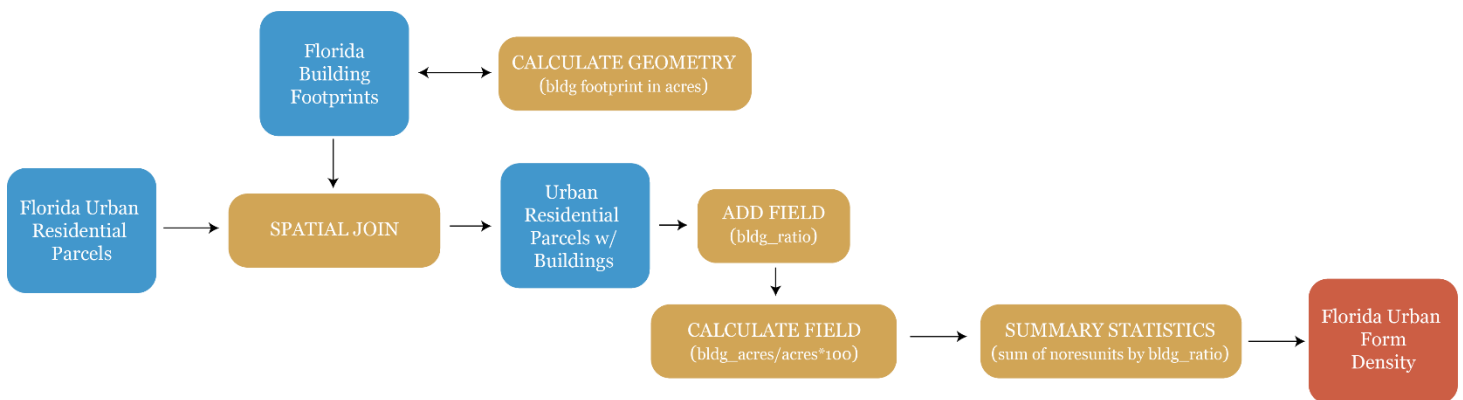 Florida
Building
Footprints
CALCULATE GEOMETRY
(bldg footprint in acres)
Florida Urban
Residential
Parcels
SPATIAL JOIN
Urban
Residential
Parcels w/
Buildings
ADD FIELD
(bldg_ratio)
CALCULATE FIELD
(bldg_acres/acres*100)
SUMMARY STATISTICS
(sum of noresunits by bldg_ratio)
Florida Urban
Form
Density